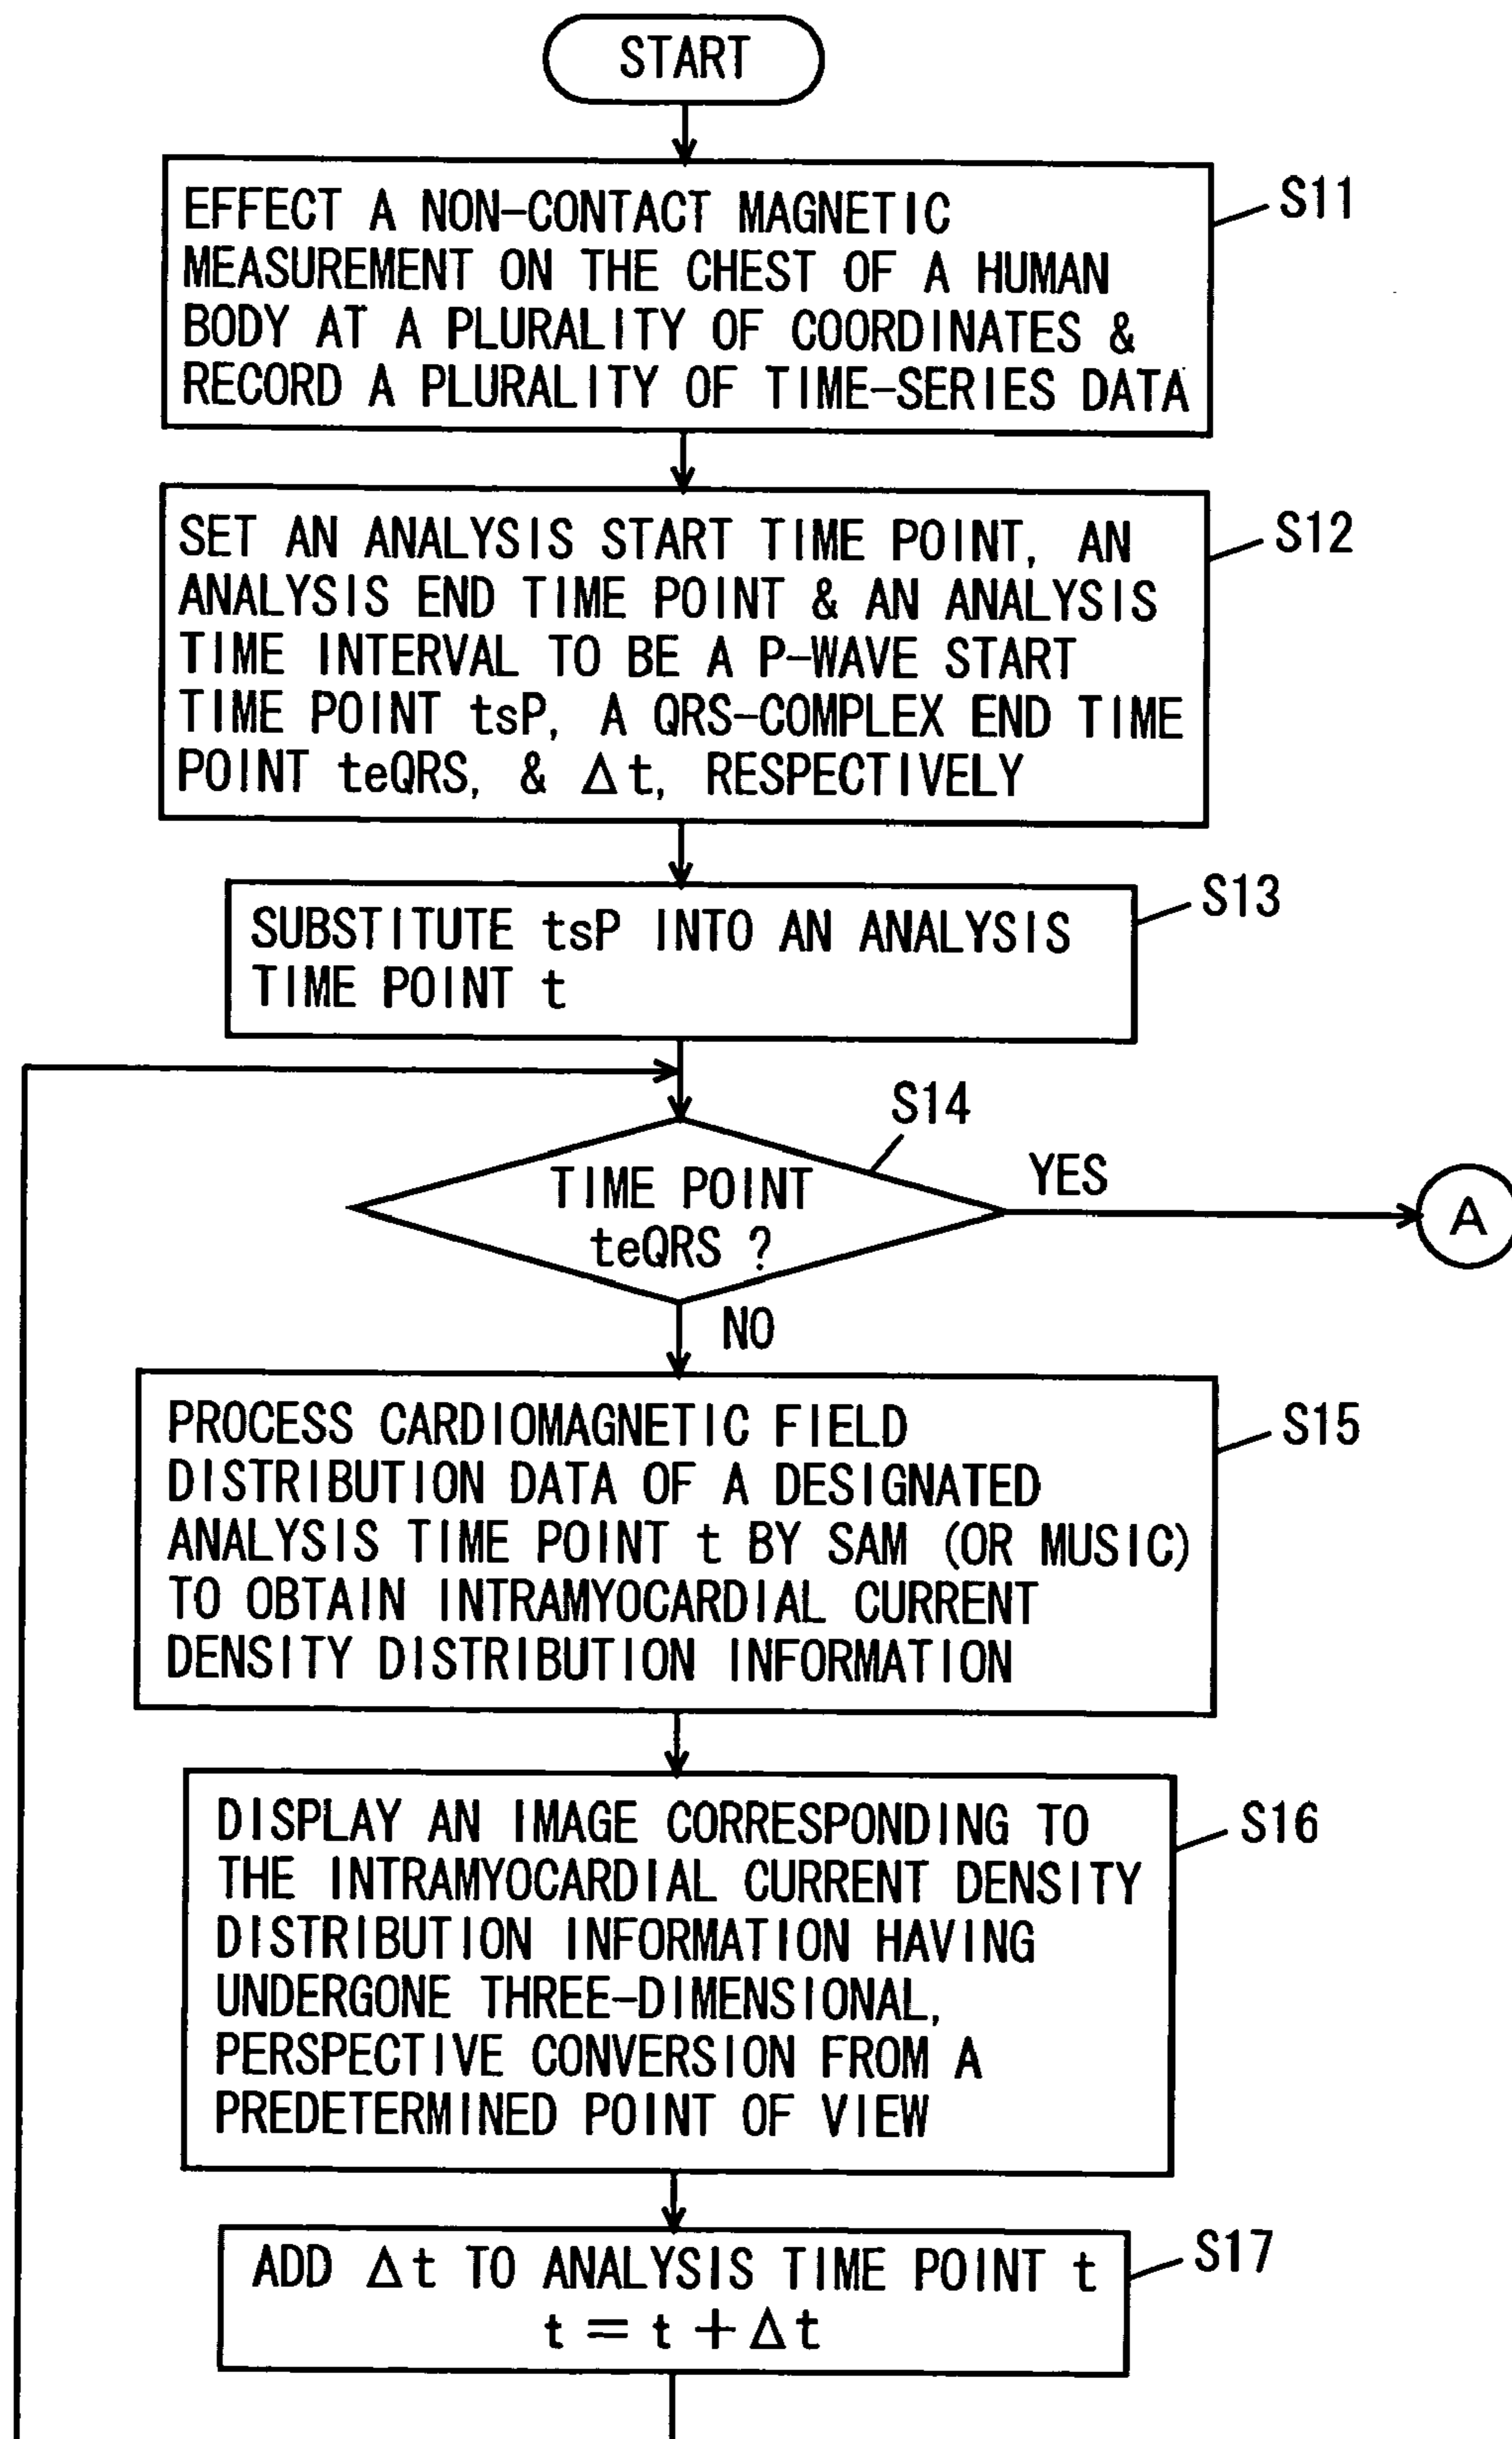 START
EFFECT A NON-CONTACT MAGNETIC
MEASUREMENT ON THE CHEST OF A HUMAN
BODY AT A PLURALITY OF COORDINATES &
RECORD A PLURALITY OF TIME-SERIES DATA
S11
SET AN ANALYSIS START TIME POINT, AN
ANALYSIS END TIME POINT & AN ANALYSIS
TIME INTERVAL TO BE A P-WAVE START
TIME POINT tsP, A QRS-COMPLEX END TIME
POINT teQRS, & Δt, RESPECTIVELY
S12
SUBSTITUTE tsP INTO AN ANALYSIS
TIME POINT t
S13
S14
TIME POINT
teQRS ?
YES
A
NO
PROCESS CARDIOMAGNETIC FIELD
DISTRIBUTION DATA OF A DESIGNATED
ANALYSIS TIME POINT t BY SAM (OR MUSIC)
TO OBTAIN INTRAMYOCARDIAL CURRENT
DENSITY DISTRIBUTION INFORMATION
S15
DISPLAY AN IMAGE CORRESPONDING TO
THE INTRAMYOCARDIAL CURRENT DENSITY
DISTRIBUTION INFORMATION HAVING
UNDERGONE THREE-DIMENSIONAL,
PERSPECTIVE CONVERSION FROM A
PREDETERMINED POINT OF VIEW
S16
ADD Δt TO ANALYSIS TIME POINT t
t = t + Δt
S17